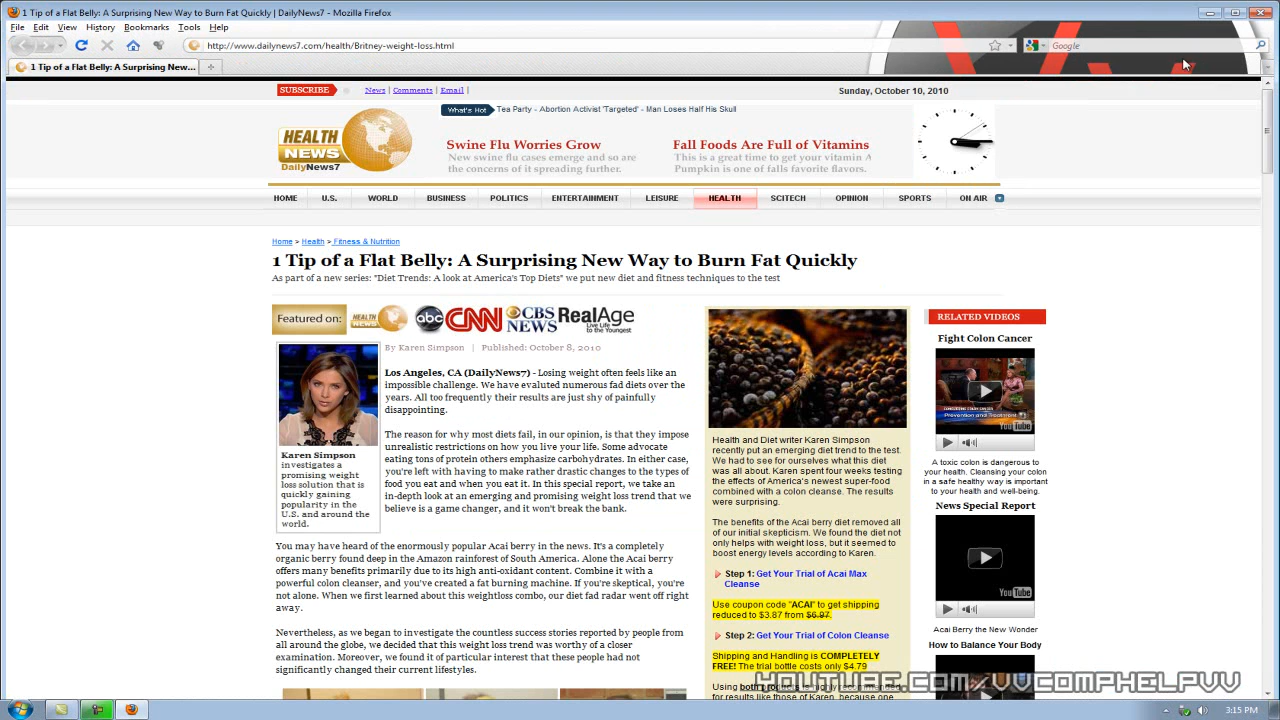 1 Tip of a Flat Belly: A Surprising New Way to Burn Fat Quickly | DailyNews7 - Mozilla Firefox
File Edit View History Bookmarks Tools Help
http://www.dailynews7.com/health/Britney-weight-loss.html
Google
1 Tip of a Flat Belly: A Surprising New...
SUBSCRIBE
News | Comments | Email |
Sunday, October 10, 2010
What's Hot
Tea Party - Abortion Activist 'Targeted' - Man Loses Half His Skull
HEALTH
NEWS
DailyNews7
Swine Flu Worries Grow
New swine flu cases emerge and so are
the concerns of it spreading further.
Fall Foods Are Full of Vitamins
This is a great time to get your vitamin A
Pumpkin is one of falls favorite flavors.
HOME U.S. WORLD BUSINESS POLITICS ENTERTAINMENT LEISURE HEALTH SCITECH OPINION SPORTS ON AIR
Home > Health > Fitness & Nutrition
1 Tip of a Flat Belly: A Surprising New Way to Burn Fat Quickly
As part of a new series: "Diet Trends: A look at America's Top Diets" we put new diet and fitness techniques to the test
Featured on:
HEALTH
NEWS
abc
CNN
CBS
NEWS
RealAge
Live Life
to the Youngest
By Karen Simpson | Published: October 8, 2010
Karen Simpson
investigates a
promising weight
loss solution that is
quickly gaining
popularity in the
U.S. and around the
world.
Los Angeles, CA (DailyNews7) - Losing weight often feels like an
impossible challenge. We have evaluted numerous fad diets over the
years. All too frequently their results are just shy of painfully
disappointing.
The reason for why most diets fail, in our opinion, is that they impose
unrealistic restrictions on how you live your life. Some advocate
eating tons of protein others emphasize carbohydrates. In either case,
you're left with having to make rather drastic changes to the types of
food you eat and when you eat it. In this special report, we take an
in-depth look at an emerging and promising weight loss trend that we
believe is a game changer, and it won't break the bank.
You may have heard of the enormously popular Acai berry in the news. It's a completely
organic berry found deep in the Amazon rainforest of South America. Alone the Acai berry
offers many benefits primarily due to its high anti-oxidant content. Combine it with a
powerful colon cleanser, and you've created a fat burning machine. If you're skeptical, you're
not alone. When we first learned about this weightloss combo, our diet fad radar went off right
away.
Nevertheless, as we began to investigate the countless success stories reported by people from
all around the globe, we decided that this weight loss trend was worthy of a closer
examination. Moreover, we found it of particular interest that these people had not
significantly changed their current lifestyles.
Health and Diet writer Karen Simpson
recently put an emerging diet trend to the test.
We had to see for ourselves what this diet
was all about. Karen spent four weeks testing
the effects of America's newest super-food
combined with a colon cleanse. The results
were surprising.
The benefits of the Acai berry diet removed all
of our initial skepticism. We found the diet not
only helps with weight loss, but it seemed to
boost energy levels according to Karen.
Step 1: Get Your Trial of Acai Max
Cleanse
Use coupon code "ACAI" to get shipping
reduced to $3.87 from $6.97.
Step 2: Get Your Trial of Colon Cleanse
Shipping and Handling is COMPLETELY
FREE! The trial bottle costs only $4.79
Using both products is highly recommended
for results like those of Karen, because one
RELATED VIDEOS
Fight Colon Cancer
Prevention and Treatment
YouTube
A toxic colon is dangerous to
your health. Cleansing your colon
in a safe healthy way is important
to your health and well-being.
News Special Report
YouTube
Acai Berry the New Wonder
How to Balance Your Body
YOUTUBE.COM/VVCOMPHELPVV
3:15 PM